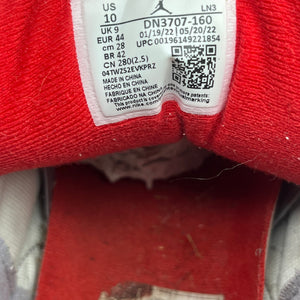 US
10
LN3
UK 9
DN3707-160
EUR 44
01/19/22 05/20/22
cm 28
UPC 00196149221854
BR 42
CN 280(2.5)
04TWZS2EVKPRZ
MADE IN CHINA
HECHO EN CHINA
FABRIQUÉ EN CHINE
FABRICADO NA CHINA